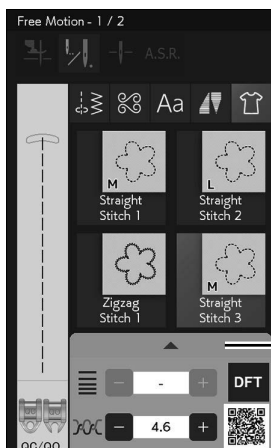 Free Motion - 1 / 2
A.S.R.
Aa
M
Straight
Stitch 1
L
Straight
Stitch 2
Zigzag
Stitch 1
M
Straight
Stitch 3
-
DFT
4.6